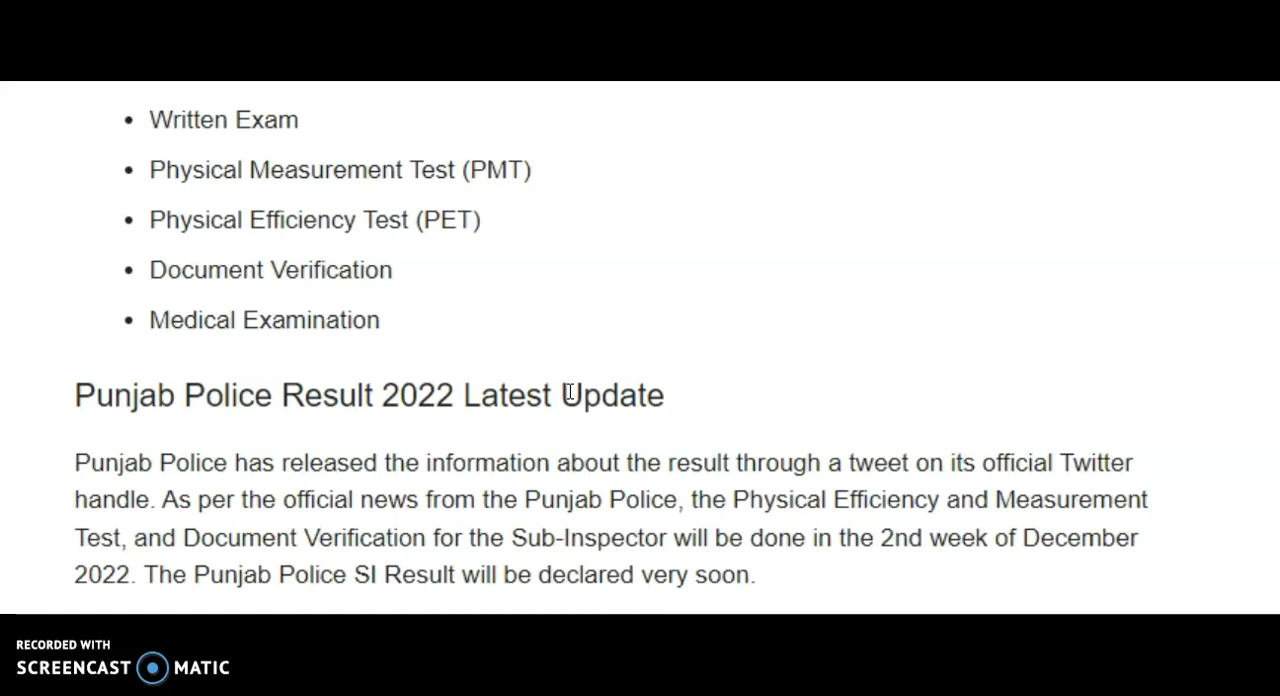 • Written Exam
• Physical Measurement Test (PMT)
• Physical Efficiency Test (PET)
• Document Verification
• Medical Examination
Punjab Police Result 2022 Latest Update
Punjab Police has released the information about the result through a tweet on its official Twitter
handle. As per the official news from the Punjab Police, the Physical Efficiency and Measurement
Test, and Document Verification for the Sub-Inspector will be done in the 2nd week of December
2022. The Punjab Police SI Result will be declared very soon.
RECORDED WITH
SCREENCAST MATIC